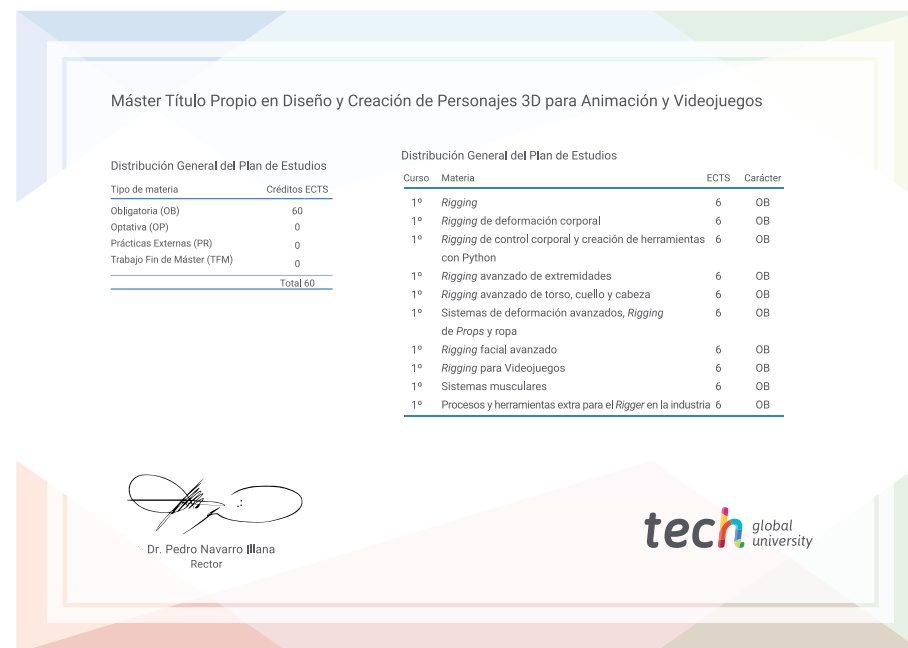 Máster Título Propio en Diseño y Creación de Personajes 3D para Animación y Videojuegos
Distribución General del Plan de Estudios
Tipo de materia Créditos ECTS
Obligatoria (OB) 60
Optativa (OP) 0
Prácticas Externas (PR) 0
Trabajo Fin de Máster (TFM) 0
Total 60
Distribución General del Plan de Estudios
Curso Materia ECTS Carácter
1º Rigging 6 OB
1º Rigging de deformación corporal 6 OB
1º Rigging de control corporal y creación de herramientas 6 OB
con Python
1º Rigging avanzado de extremidades 6 OB
1º Rigging avanzado de torso, cuello y cabeza 6 OB
1º Sistemas de deformación avanzados, Rigging 6 OB
de Props y ropa
1º Rigging facial avanzado 6 OB
1º Rigging para Videojuegos 6 OB
1º Sistemas musculares 6 OB
1º Procesos y herramientas extra para el Rigger en la industria 6 OB
Dr. Pedro Navarro Illana
Rector
tech global
university